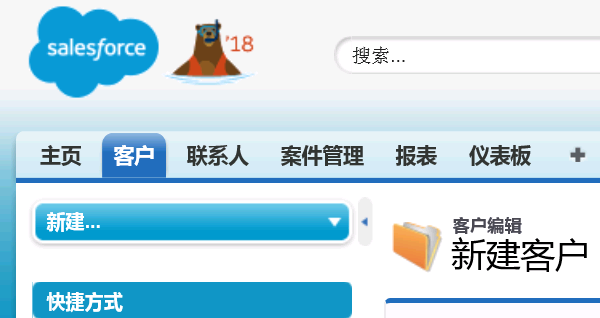 salesforce
'18
搜索...
主页 客户 联系人 案件管理 报表 仪表板
新建...
客户编辑
新建客户
快捷方式